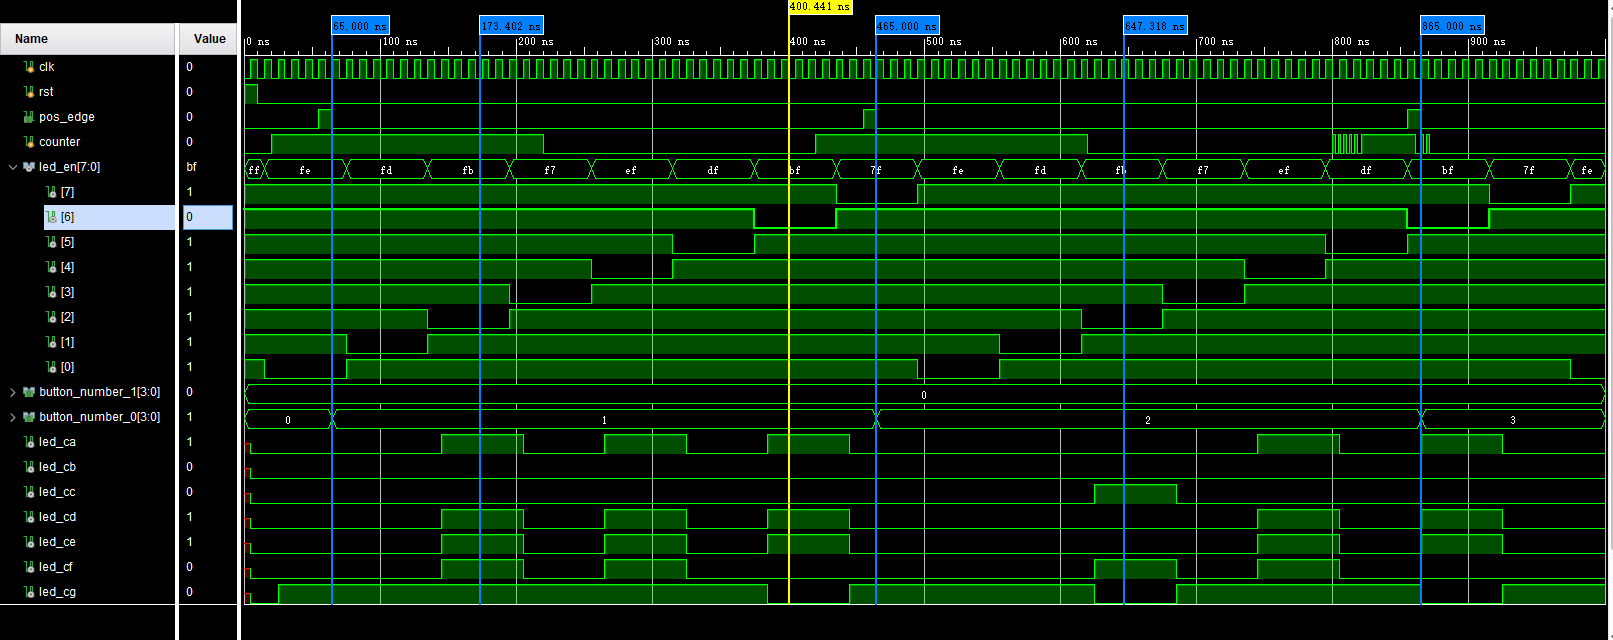 400.441 ns
65.000 ns 173.402 ns 465.000 ns 647.318 ns 865.000 ns
Name Value 0 ns 100 ns 200 ns 300 ns 400 ns 500 ns 600 ns 700 ns 800 ns 900 ns
clk 0
rst 0
pos_edge 0
counter 0
led_en[7:0] bf ff fe fd fb f7 ef df bf 7f fe fd fb f7 ef df bf 7f fe
[7] 1
[6] 0
[5] 1
[4] 1
[3] 1
[2] 1
[1] 1
[0] 1
button_number_1[3:0] 0 0
button_number_0[3:0] 1 0 1 2 3
led_ca 1
led_cb 0
led_cc 0
led_cd 1
led_ce 1
led_cf 0
led_cg 0